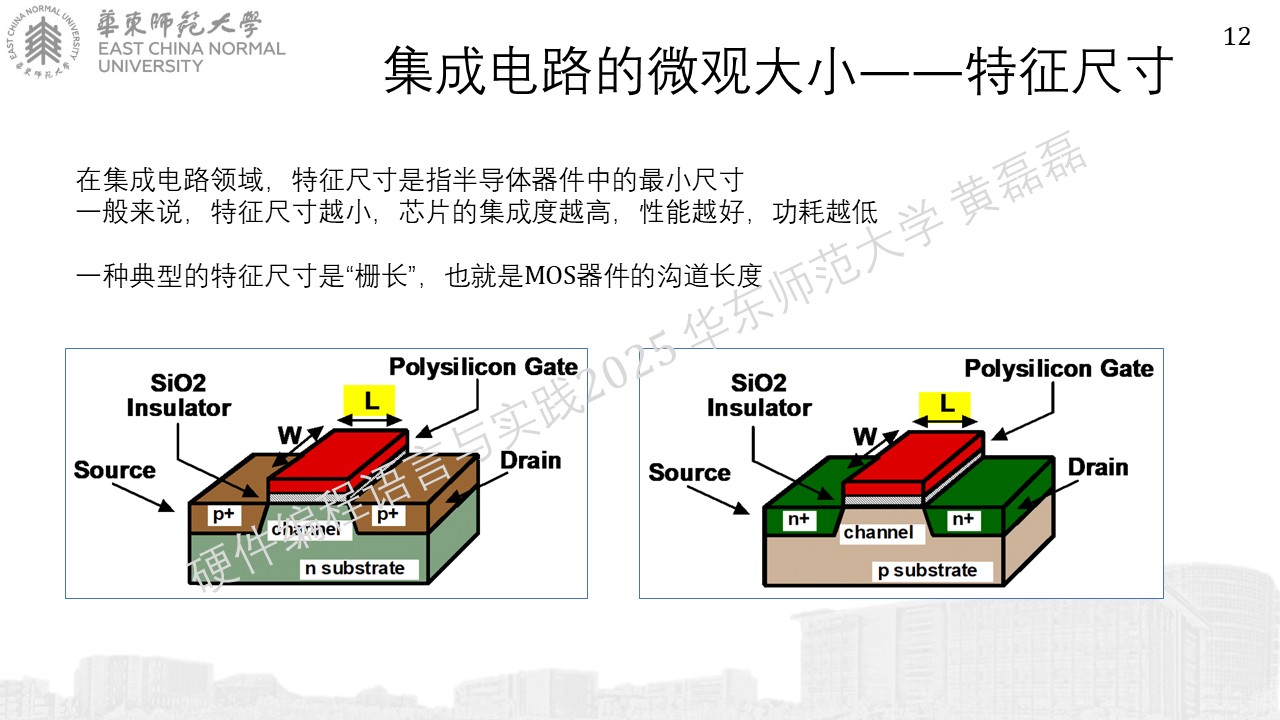 EAST CHINA NORMAL UNIVERSITY
華東師範大學
華東師範大學
EAST CHINA NORMAL
UNIVERSITY
12
集成电路的微观大小——特征尺寸
在集成电路领域，特征尺寸是指半导体器件中的最小尺寸
一般来说，特征尺寸越小，芯片的集成度越高，性能越好，功耗越低
一种典型的特征尺寸是“栅长”，也就是MOS器件的沟道长度
硬件编程语言与实践2025 华东师范大学 黄磊磊
Polysilicon Gate
SiO2
Insulator
L
W
Source
Drain
p+
p+
channel
n substrate
Polysilicon Gate
SiO2
Insulator
L
W
Source
Drain
n+
n+
channel
p substrate